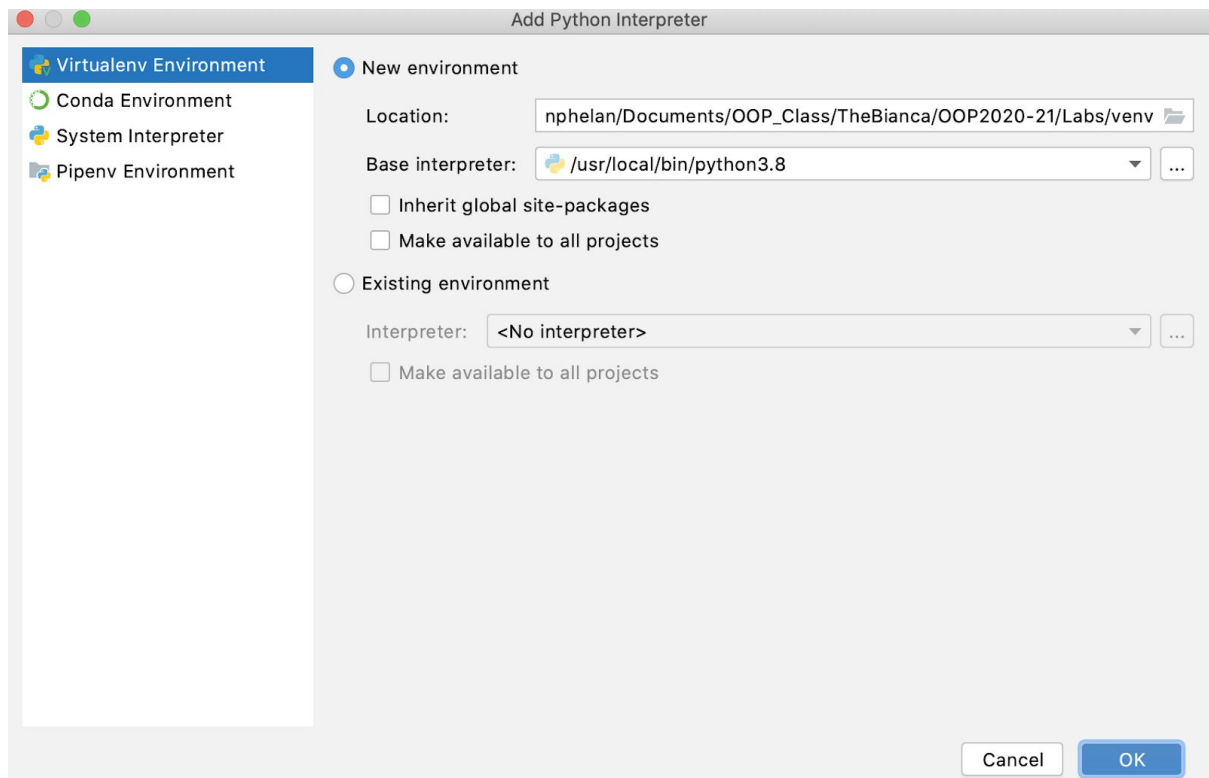 Add Python Interpreter
Virtualenv Environment
Conda Environment
System Interpreter
Pipenv Environment
New environment
Location: nphelan/Documents/OOP_Class/TheBianca/OOP2020-21/Labs/venv
Base interpreter: /usr/local/bin/python3.8 ...
Inherit global site-packages
Make available to all projects
Existing environment
Interpreter: <No interpreter> ...
Make available to all projects
Cancel OK